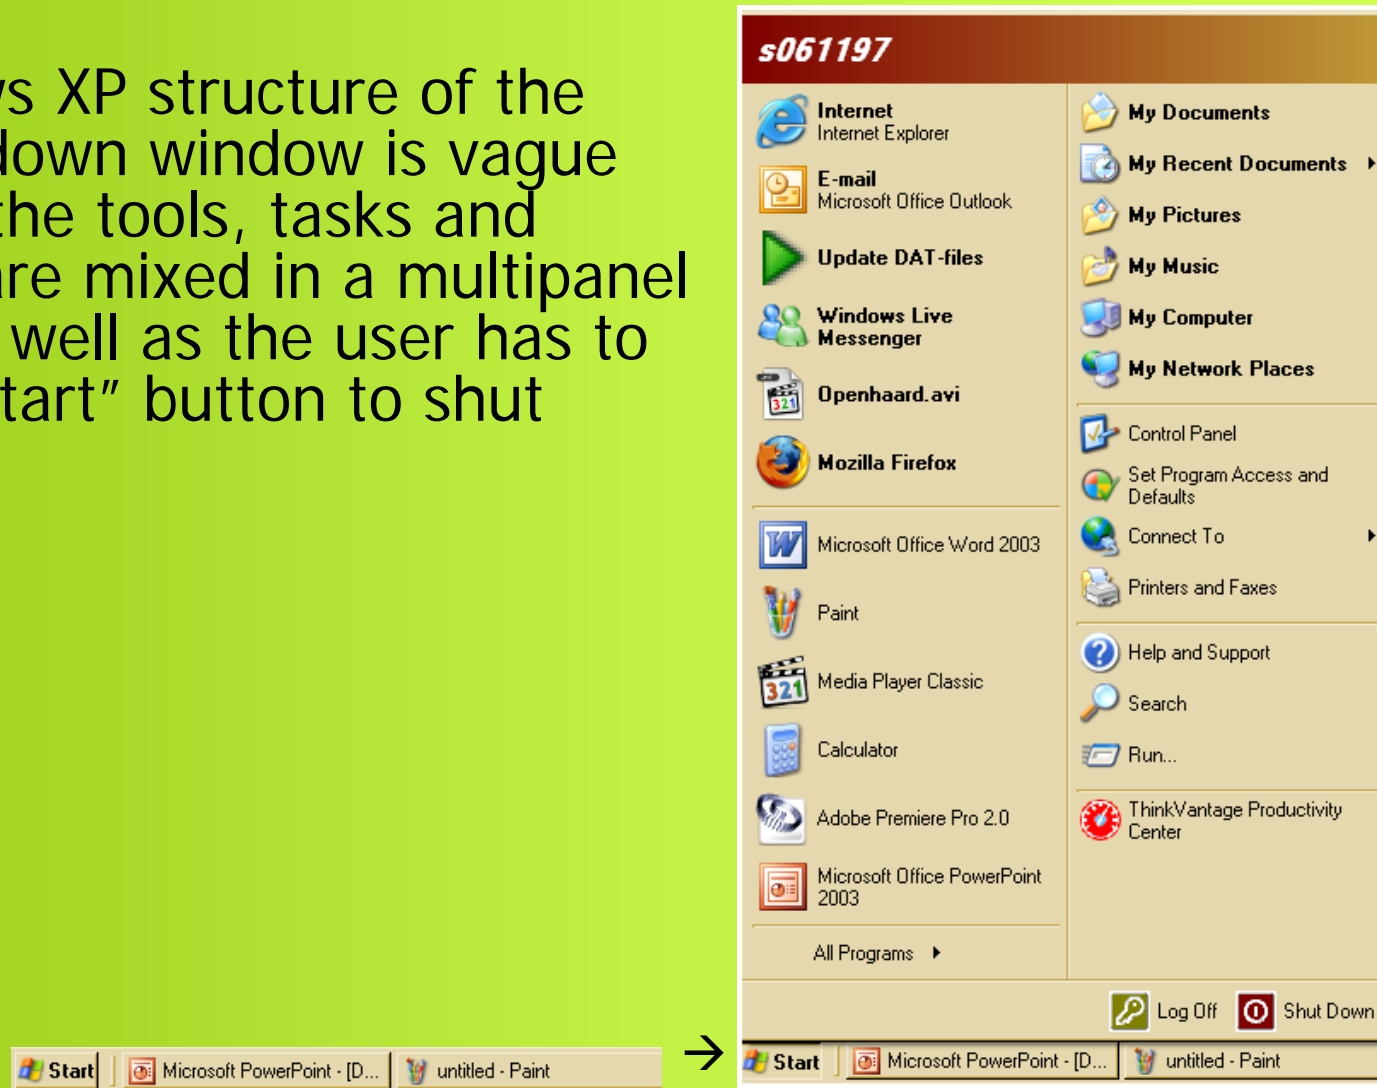 ws XP structure of the
down window is vague
the tools, tasks and
are mixed in a multipanel
well as the user has to
tart" button to shut
Start
Microsoft PowerPoint - [D...
untitled - Paint
→
s061197
Internet
Internet Explorer
E-mail
Microsoft Office Outlook
Update DAT-files
Windows Live
Messenger
Openhaard.avi
Mozilla Firefox
Microsoft Office Word 2003
Paint
Media Player Classic
Calculator
Adobe Premiere Pro 2.0
Microsoft Office PowerPoint
2003
All Programs
My Documents
My Recent Documents
My Pictures
My Music
My Computer
My Network Places
Control Panel
Set Program Access and
Defaults
Connect To
Printers and Faxes
Help and Support
Search
Run...
ThinkVantage Productivity
Center
Log Off
Shut Down
Start
Microsoft PowerPoint - [D...
untitled - Paint